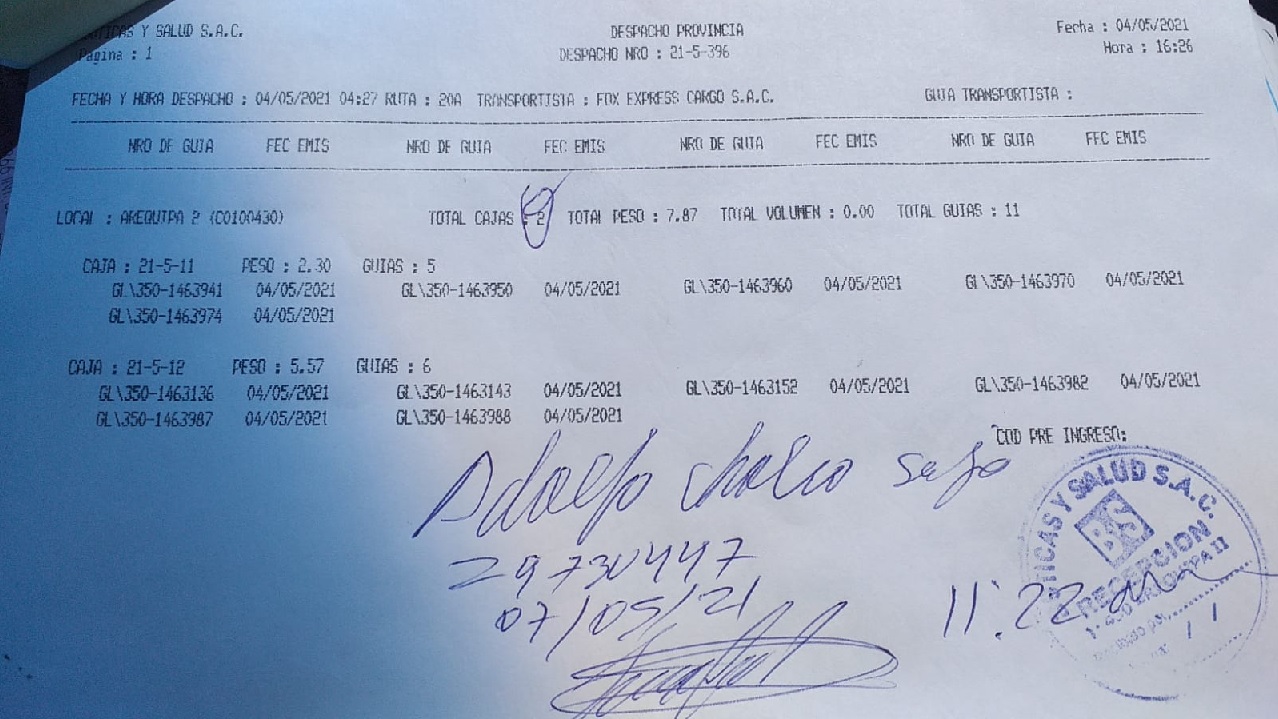 TICAS Y SALUD S.A.C. DESPACHO PROVINCIA Fecha : 04/05/2021
Pagina : 1 DESPACHO NRO : 21-5-396 Hora : 16:26
FECHA Y HORA DESPACHO : 04/05/2021 04:27 RUTA : 20A TRANSPORTISTA : FDX EXPRESS CARGO S.A.C. GUIA TRANSPORTISTA :
NRO DE GUIA FEC EMIS NRO DE GUIA FEC EMIS NRO DE GUIA FEC EMIS NRO DE GUIA FEC EMIS
LOCAL : AREQUIPA 2 (C0100430) TOTAL CAJAS : 2 TOTAL PESO : 7.87 TOTAL VOLUMEN : 0.00 TOTAL GUIAS : 11
CAJA : 21-5-11 PESO : 2.30 GUIAS : 5
GL\350-1463941 04/05/2021 GL\350-1463950 04/05/2021 GL\350-1463960 04/05/2021 GL\350-1463970 04/05/2021
GL\350-1463974 04/05/2021
CAJA : 21-5-12 PESO : 5.57 GUIAS : 6
GL\350-1463136 04/05/2021 GL\350-1463143 04/05/2021 GL\350-1463152 04/05/2021 GL\350-1463982 04/05/2021
GL\350-1463987 04/05/2021 GL\350-1463988 04/05/2021
COD PRE INGRESO:
Adolfo
29730447
07/05/21
11:22 am
TICAS Y SALUD S.A.C.
BS
RECEPCION